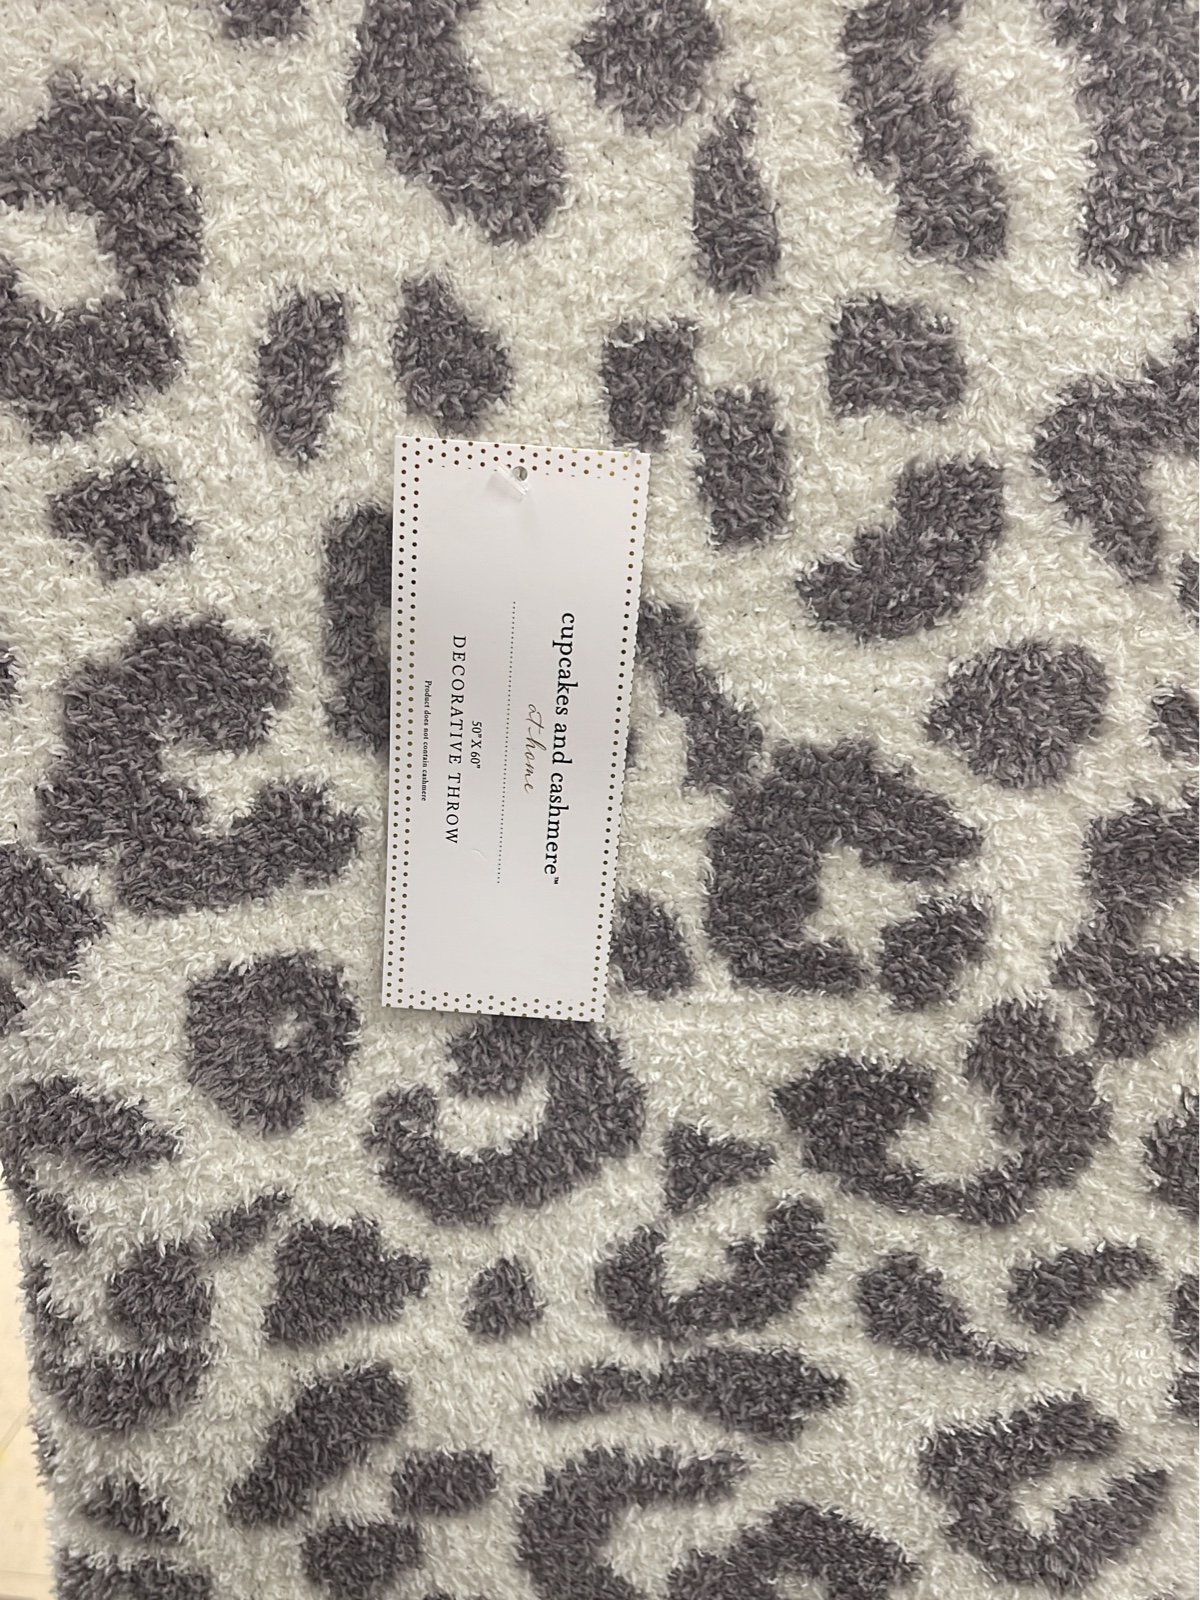 cupcakes and cashmere™
at home
50" X 60"
DECORATIVE THROW
Product does not contain cashmere